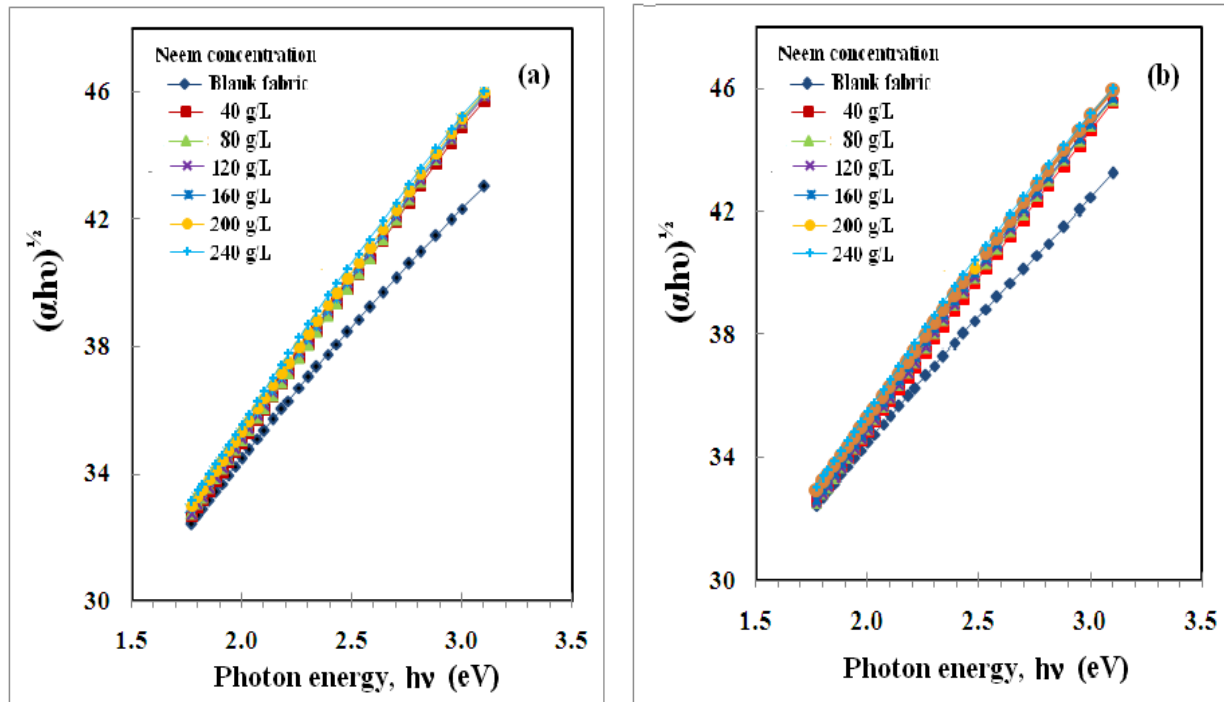 Neem concentration
Blank fabric
40 g/L
80 g/L
120 g/L
160 g/L
200 g/L
240 g/L
(a)
46
42
38
34
30
(αhυ)½
1.5 2.0 2.5 3.0 3.5
Photon energy, hν (eV)
Neem concentration
Blank fabric
40 g/L
80 g/L
120 g/L
160 g/L
200 g/L
240 g/L
(b)
46
42
38
34
30
(αhυ)½
1.5 2.0 2.5 3.0 3.5
Photon energy, hν (eV)